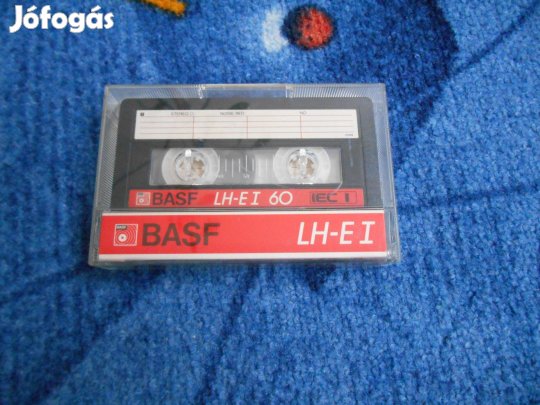 Jófogás
STEREO NOISE RED. NO
BASF LH-E I 60 IEC I
BASF LH-E I